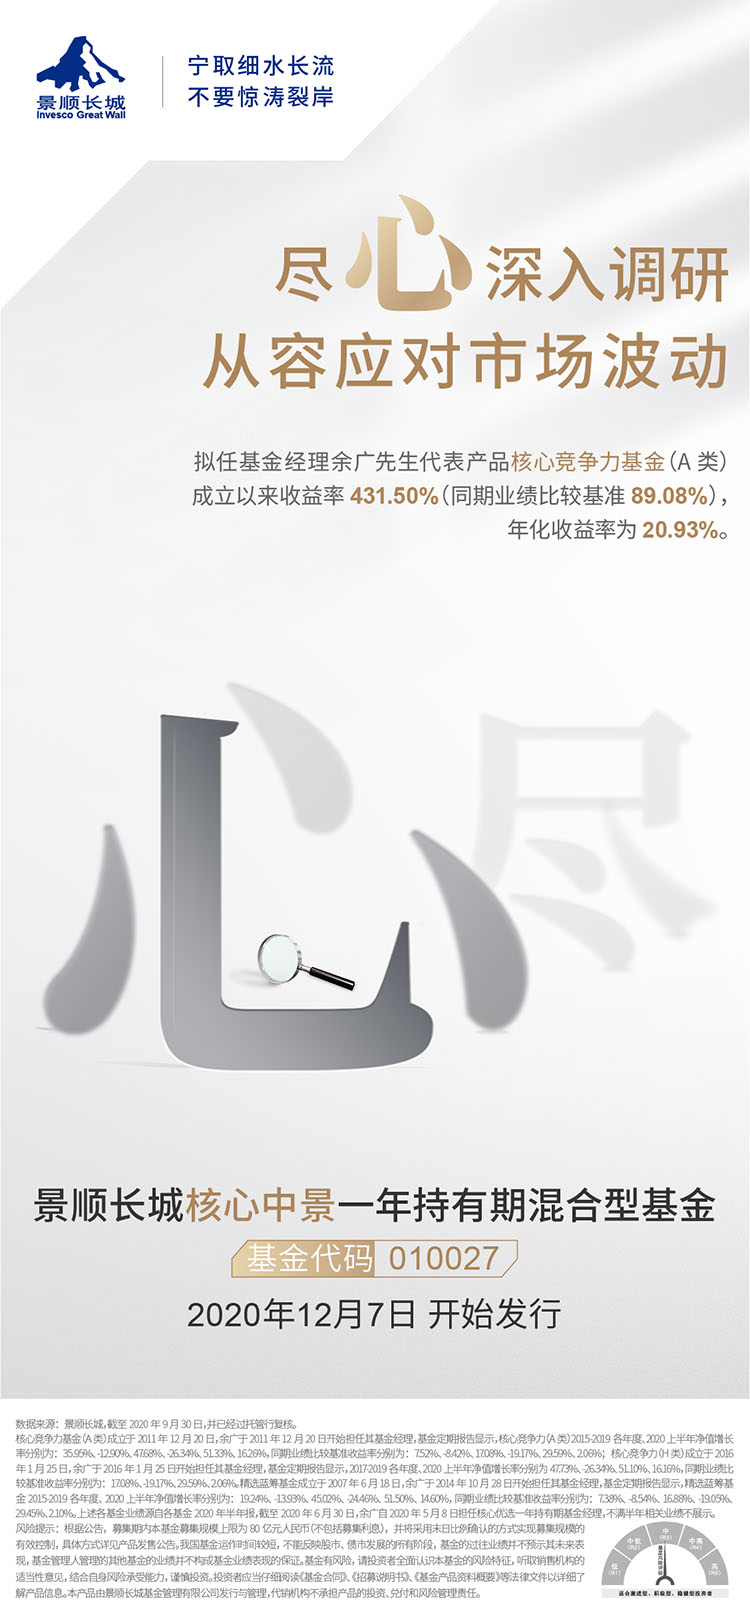 景顺长城
Invesco Great Wall
宁取细水长流
不要惊涛裂岸
尽心深入调研
从容应对市场波动
拟任基金经理余广先生代表产品核心竞争力基金(A 类)
成立以来收益率 431.50%(同期业绩比较基准 89.08%)，
年化收益率为 20.93%。
心尽
景顺长城核心中景一年持有期混合型基金
基金代码 010027
2020年12月7日 开始发行
数据来源：景顺长城，截至 2020 年 9 月 30 日，并已经过托管行复核。
核心竞争力基金(A 类)成立于 2011 年 12 月 20 日，余广于 2011 年 12 月 20 日开始担任其基金经理，基金定期报告显示，核心竞争力(A 类)2015-2019 各年度、2020 上半年净值增长
率分别为：35.95%、-12.90%、47.68%、-26.34%、51.33%、16.26%，同期业绩比较基准收益率分别为：7.52%、-8.42%、17.08%、-19.17%、29.59%、2.06%；核心竞争力(H 类)成立于 2016
年 1 月 25 日，余广于 2016 年 1 月 25 日开始担任其基金经理，基金定期报告显示，2017-2019 各年度、2020 上半年净值增长率分别为 47.73%、-26.34%、51.10%、16.16%，同期业绩比
较基准收益率分别为：17.08%、-19.17%、29.59%、2.06%。精选蓝筹基金成立于 2007 年 6 月 18 日，余广于 2014 年 10 月 28 日开始担任其基金经理，基金定期报告显示，精选蓝筹基
金 2015-2019 各年度、2020 上半年净值增长率分别为：19.24%、-13.93%、45.02%、-24.46%、51.50%、14.60%，同期业绩比较基准收益率分别为：7.38%、-8.54%、16.88%、-19.05%、
29.45%、2.10%。上述各基金业绩源自各基金 2020 年半年报，截至 2020 年 6 月 30 日，余广自 2020 年 5 月 8 日担任核心优选一年持有期基金经理，不满半年相关业绩不展示。
风险提示：根据公告，募集期内本基金募集规模上限为 80 亿元人民币(不包括募集利息)，并将采用末日比例确认的方式实现募集规模的
有效控制，具体方式详见产品发售公告。我国基金运作时间较短，不能反映股市、债市发展的所有阶段，基金的过往业绩并不预示其未来表
现，基金管理人管理的其他基金的业绩并不构成基金业绩表现的保证。基金有风险，请投资者全面认识本基金的风险特征，听取销售机构的
适当性意见，结合自身风险承受能力，谨慎投资。投资者应当仔细阅读《基金合同》、《招募说明书》、《基金产品资料概要》等法律文件以详细了
解产品信息。本产品由景顺长城基金管理有限公司发行与管理，代销机构不承担产品的投资、兑付和风险管理责任。
低
(R1)
中低
(R2)
中
(R3)
中高
(R4)
高
(R5)
适合激进型、积极型、稳健型投资者